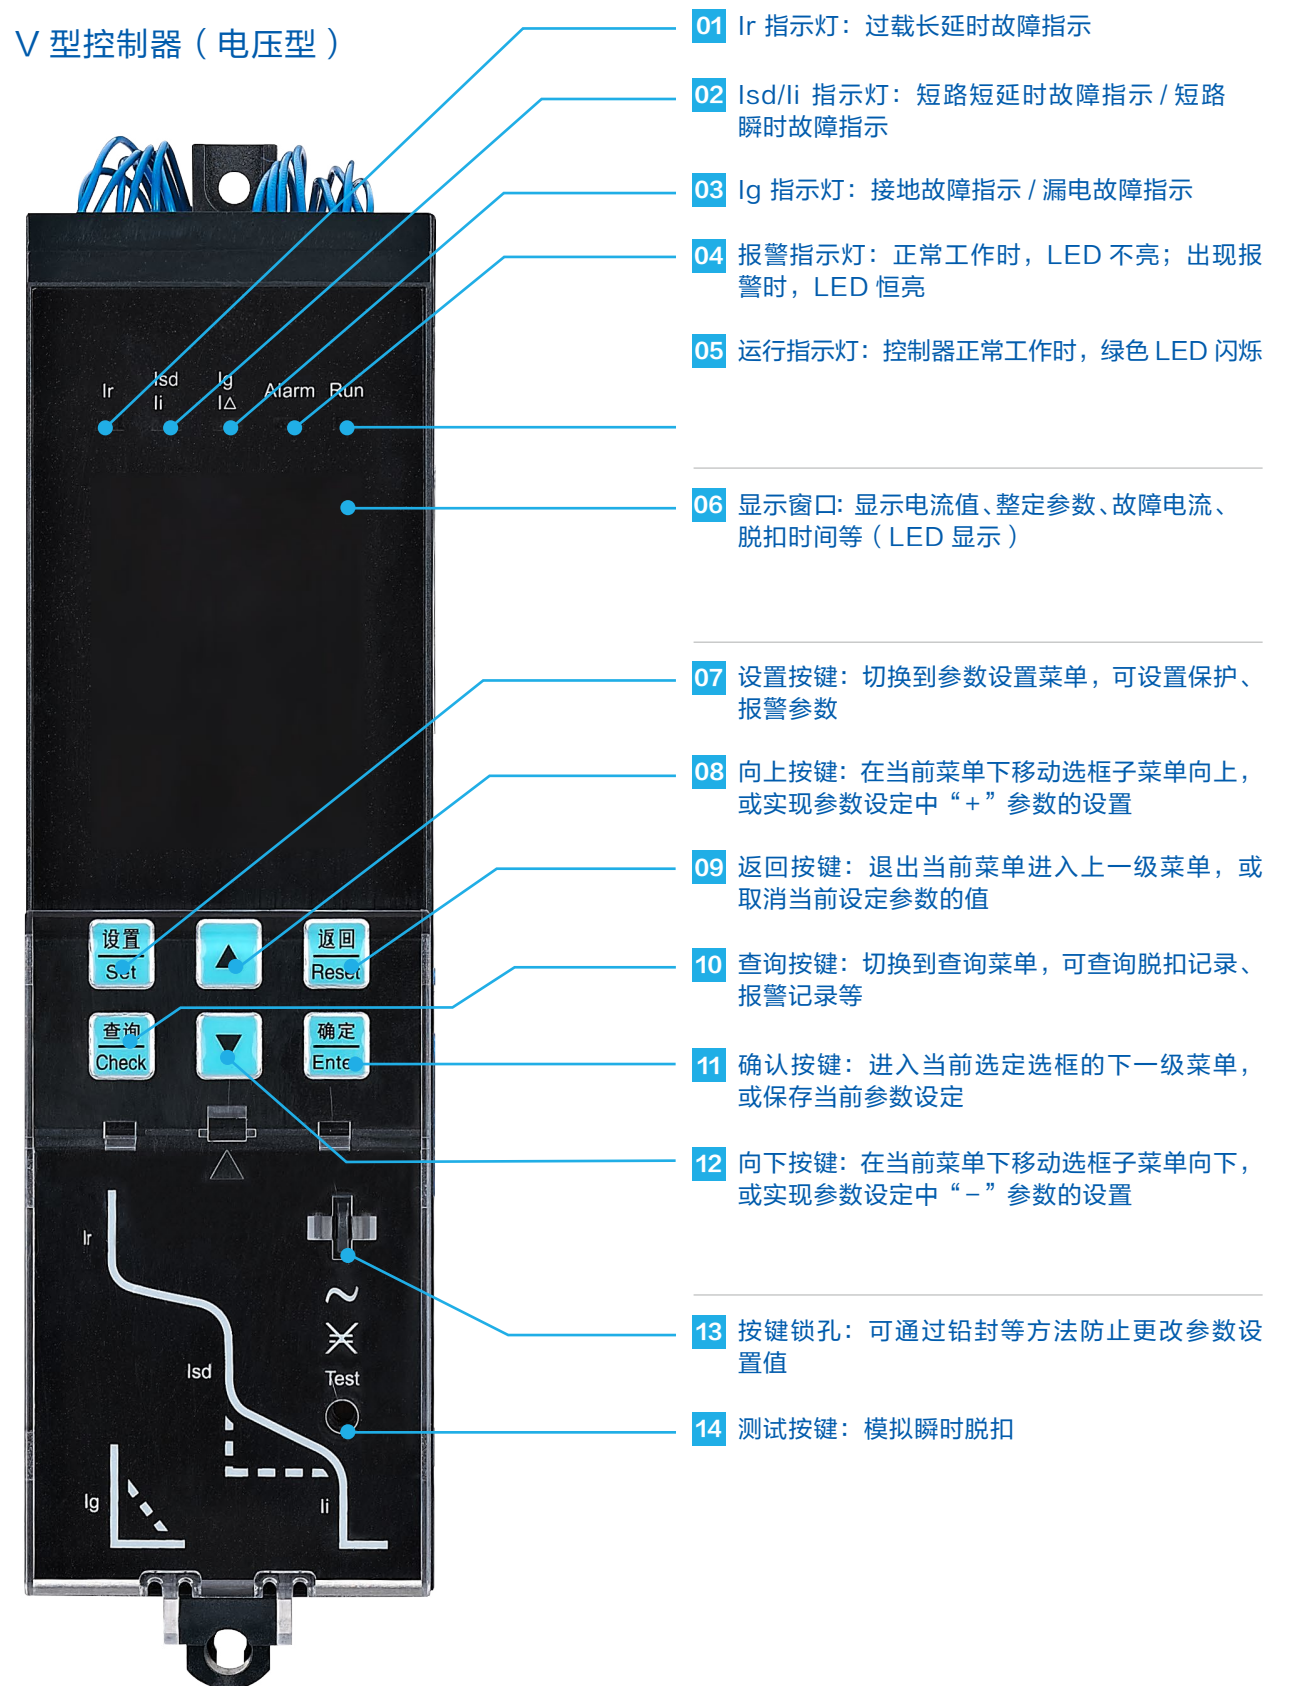 V 型控制器（电压型）
01 Ir 指示灯：过载长延时故障指示
02 Isd/Ii 指示灯：短路短延时故障指示 / 短路
瞬时故障指示
03 Ig 指示灯：接地故障指示 / 漏电故障指示
04 报警指示灯：正常工作时，LED 不亮；出现报
警时，LED 恒亮
05 运行指示灯：控制器正常工作时，绿色 LED 闪烁
Ir Isd Ig Alarm Run
Ii I△
06 显示窗口：显示电流值、整定参数、故障电流、
脱扣时间等（LED 显示）
07 设置按键：切换到参数设置菜单，可设置保护、
报警参数
08 向上按键：在当前菜单下移动选框子菜单向上，
或实现参数设定中“+”参数的设置
09 返回按键：退出当前菜单进入上一级菜单，或
取消当前设定参数的值
10 查询按键：切换到查询菜单，可查询脱扣记录、
报警记录等
11 确认按键：进入当前选定选框的下一级菜单，
或保存当前参数设定
12 向下按键：在当前菜单下移动选框子菜单向下，
或实现参数设定中“－”参数的设置
13 按键锁孔：可通过铅封等方法防止更改参数设
置值
14 测试按键：模拟瞬时脱扣
设置 ▲ 返回
Set Reset
查询 ▼ 确定
Check Enter
Ir
Isd
Test
Ig
Ii